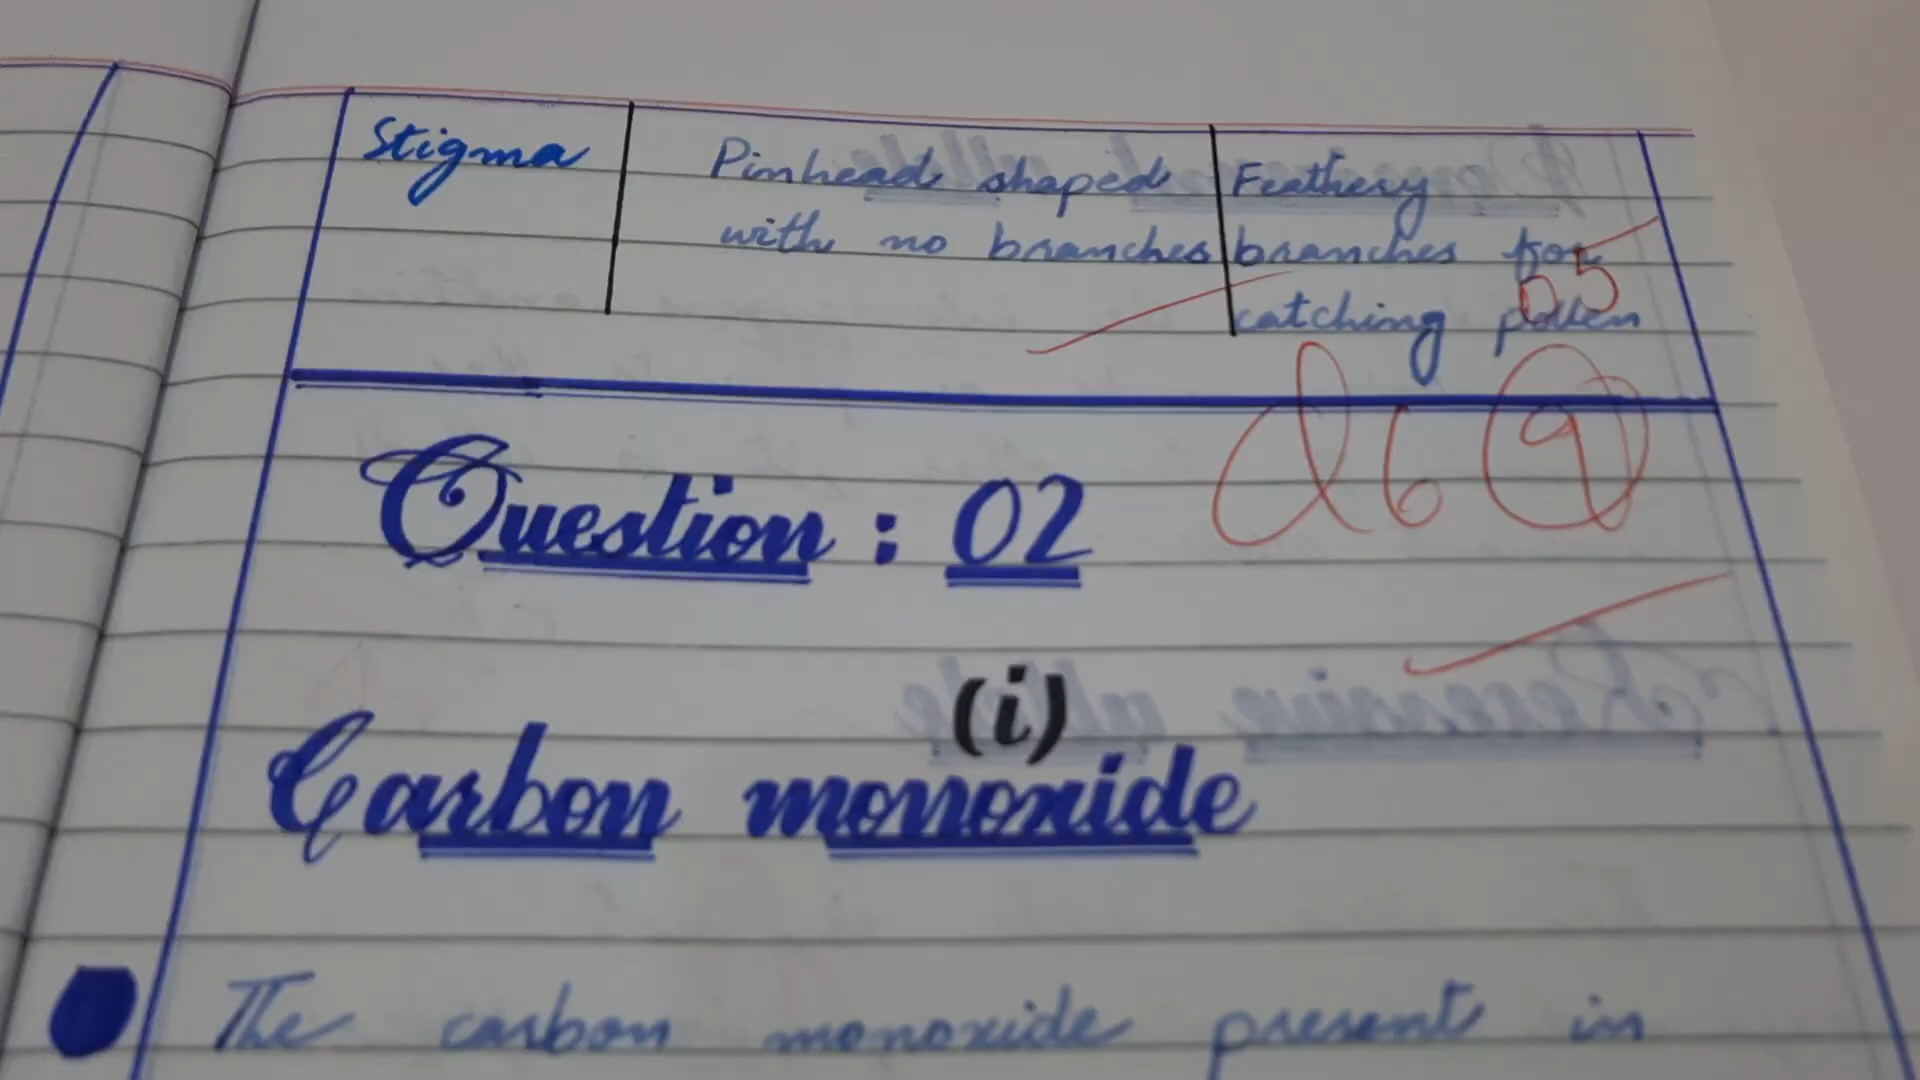 Stigma Pinhead shaped Feathery
with no branches branches for
catching pollen
05
Question : 02
(i)
Carbon monoxide
The carbon monoxide present in